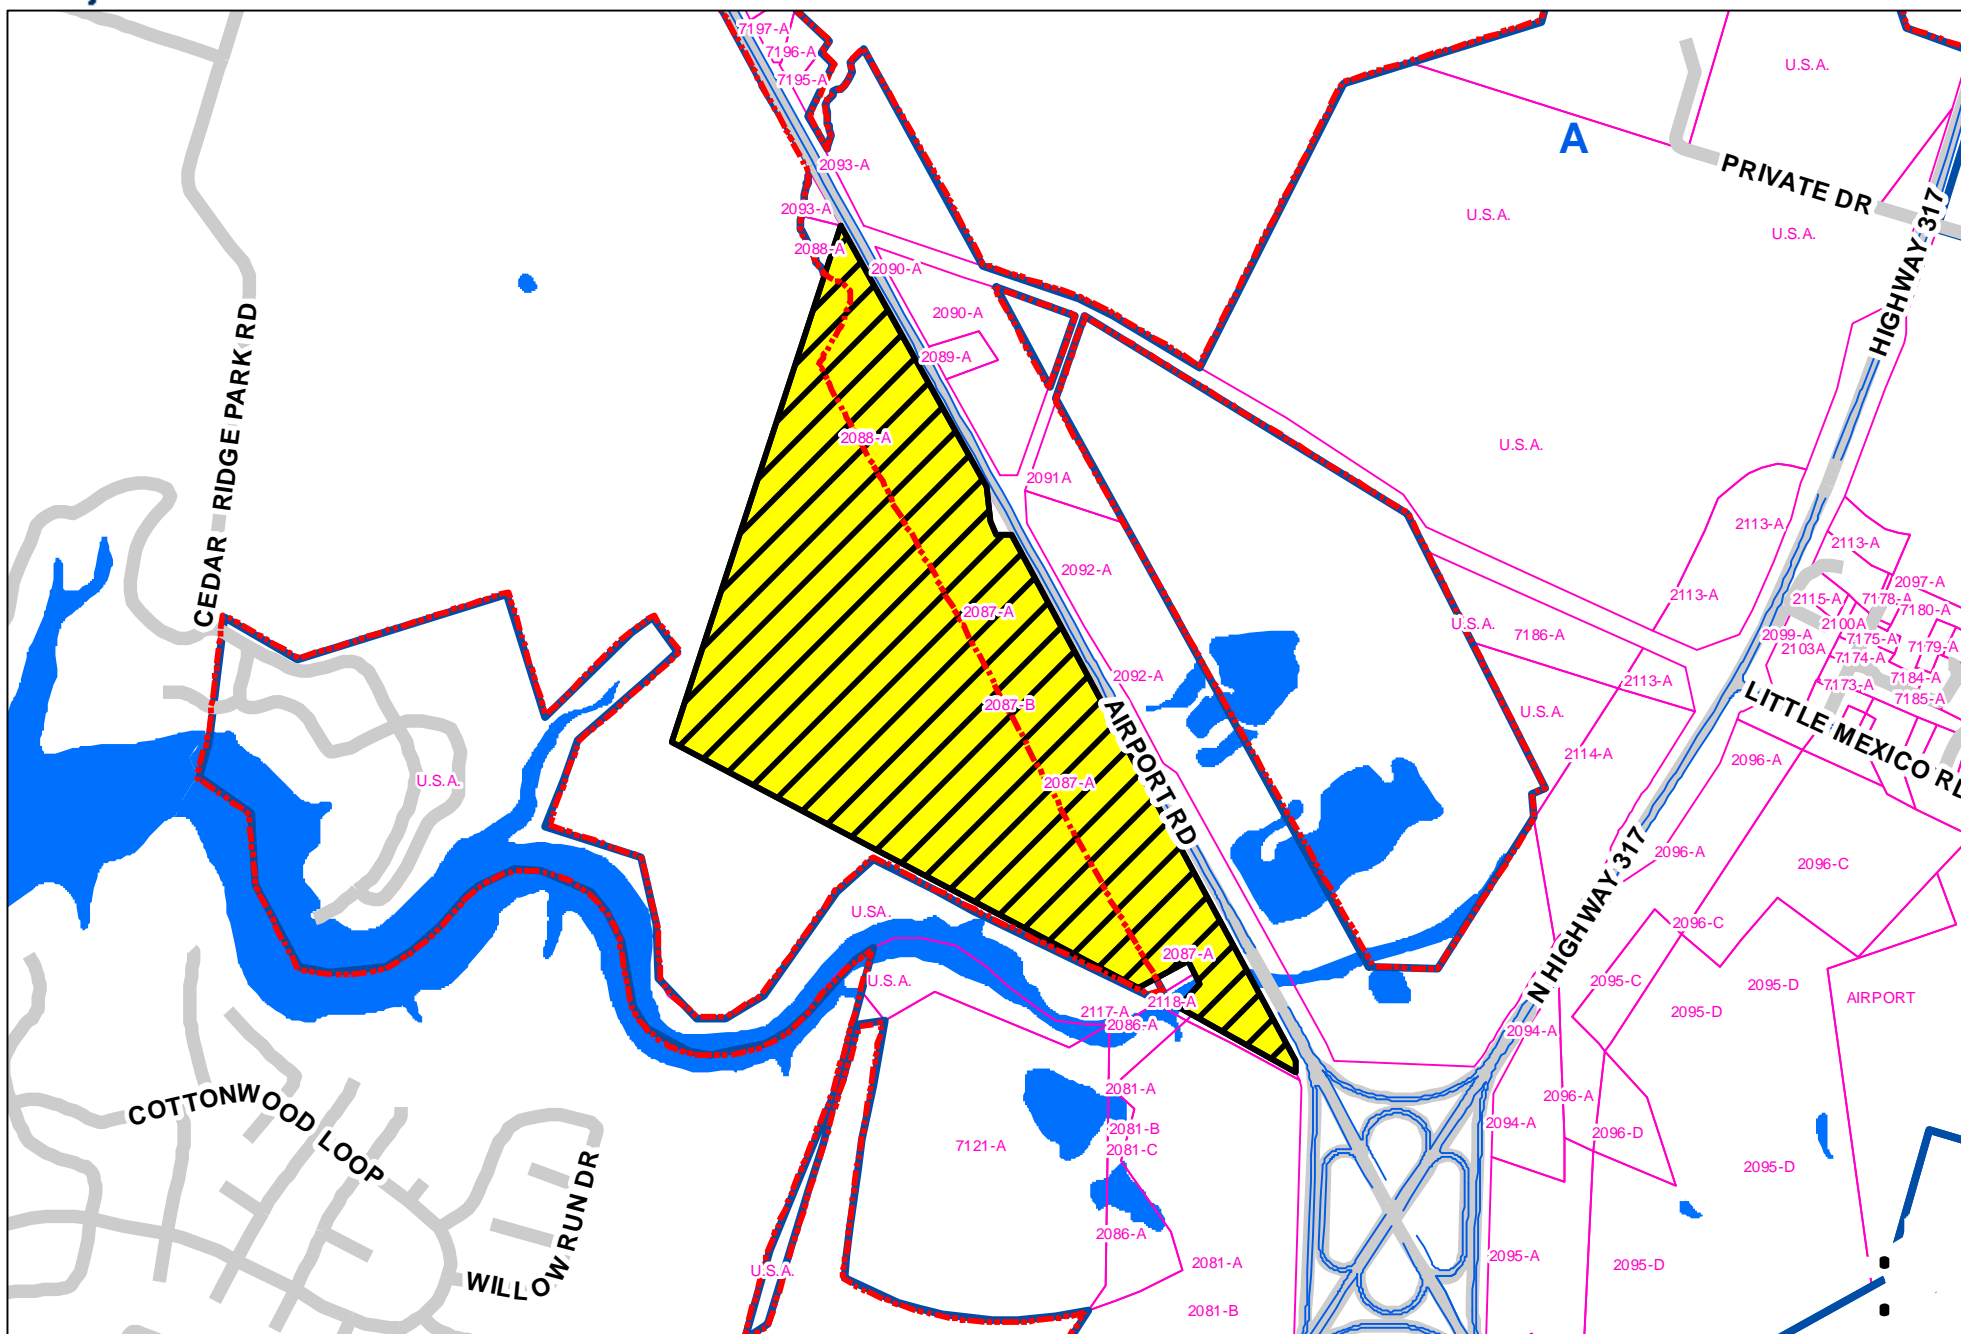 7197-A
7196-A
7195-A
U.S.A.
A
2093-A
PRIVATE DR
2093-A
U.S.A.
U.S.A.
2088-A
2090-A
HIGHWAY 317
2090-A
2089-A
CEDAR RIDGE PARK RD
2088-A
U.S.A.
2091A
2113-A
2113-A
2092-A
2097-A
2113-A
2115-A
7178-A
7180-A
2087-A
U.S.A.
7186-A
2100A
2099-A
7175-A
7179-A
2103A
7174-A
2092-A
2113-A
7184-A
7173-A
7185-A
2087-B
U.S.A.
LITTLE MEXICO RD
AIRPORT RD
2114-A
2096-A
U.S.A.
2087-A
2096-A
2096-C
N HIGHWAY 317
U.SA.
2096-C
2087-A
U.S.A.
2095-C
2095-D
2118-A
AIRPORT
2117-A
2095-D
2086-A
2094-A
2081-A
2096-A
COTTONWOOD LOOP
2081-B
2094-A
2096-D
7121-A
2081-C
2095-D
2086-A
WILLOW RUN DR
U.S.A.
2081-A
2095-A
2095-D
2081-B